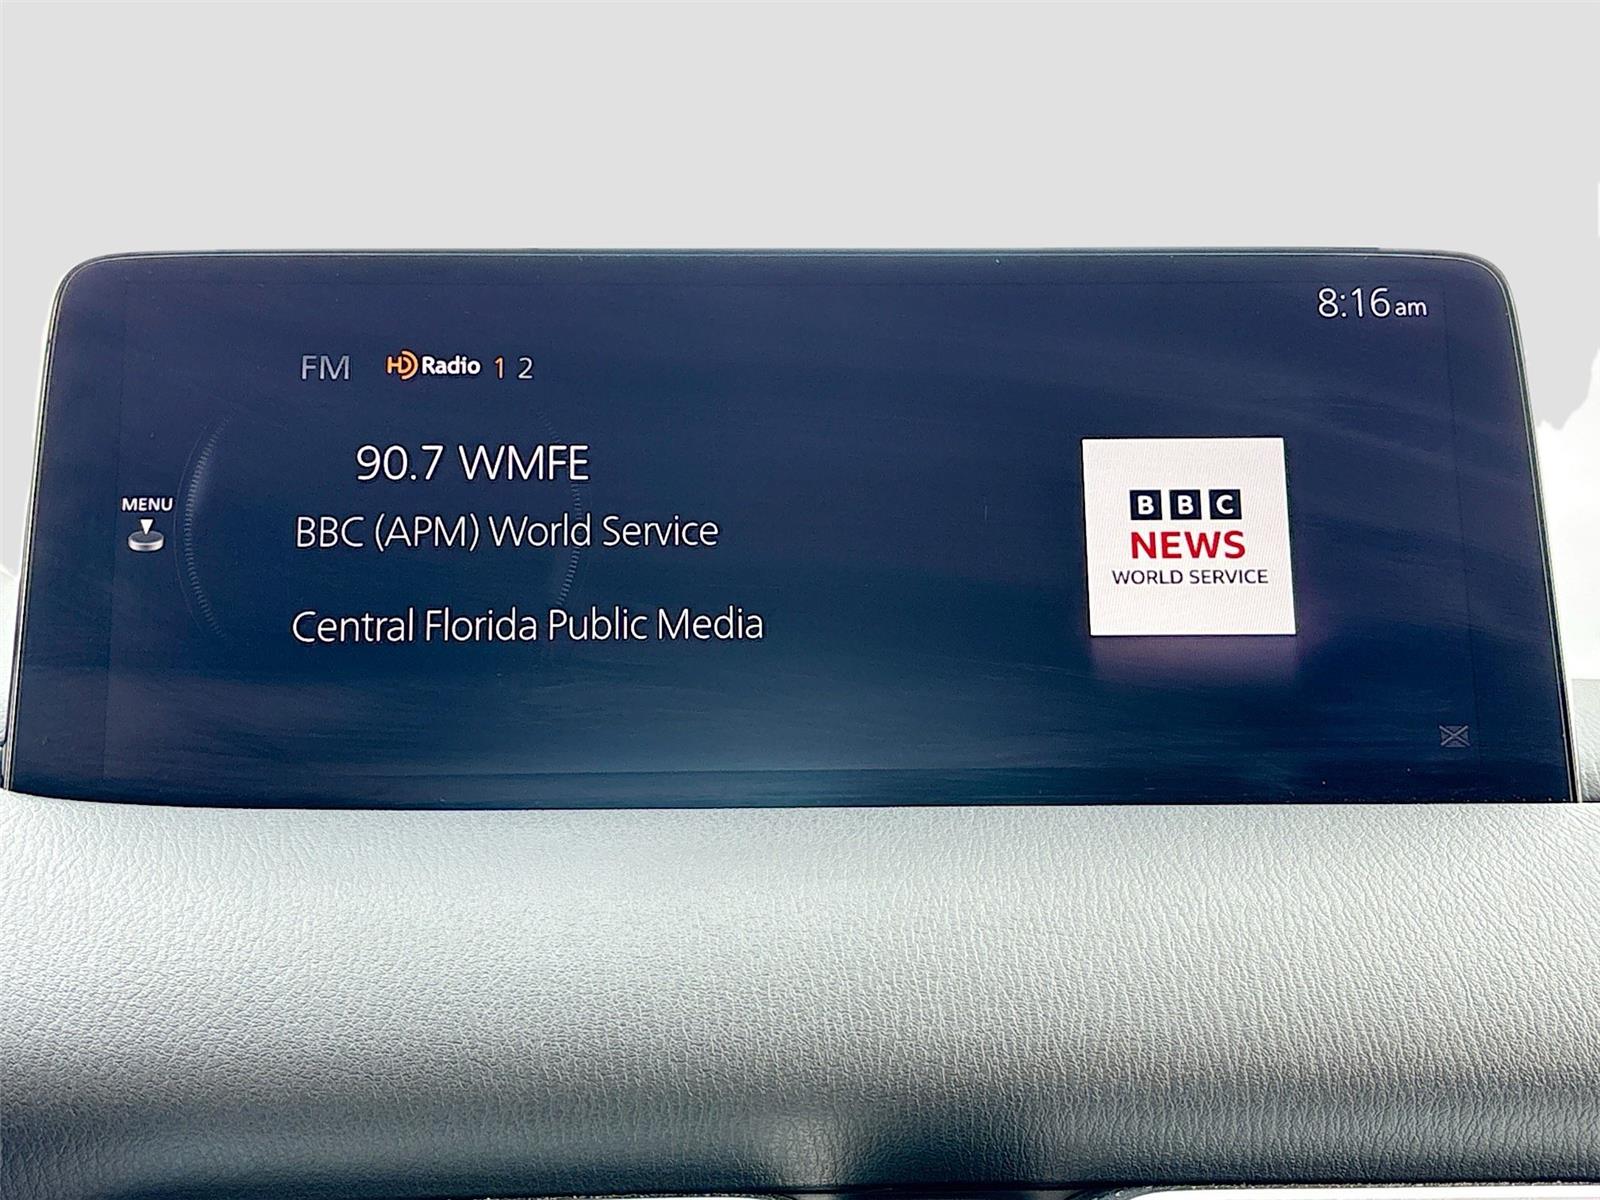 8:16am
FM HD Radio 1 2
90.7 WMFE
MENU
BBC (APM) World Service
Central Florida Public Media
BBC
NEWS
WORLD SERVICE